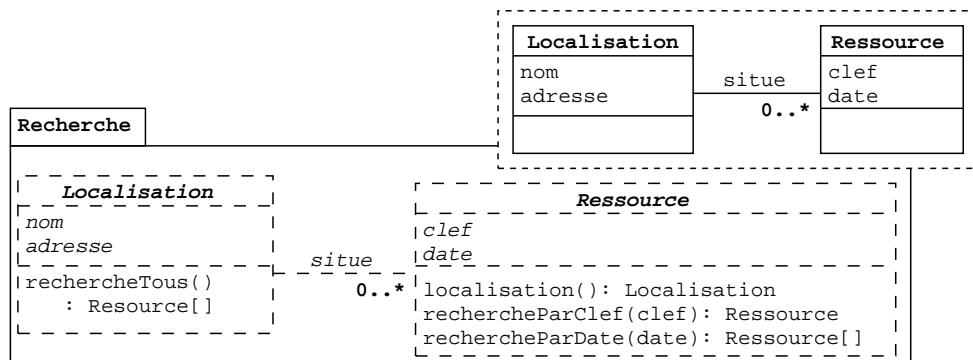 Localisation
nom
adresse
situe
0..*
Ressource
clef
date
Recherche
Localisation
nom
adresse
rechercheTous()
: Resource[]
situe
0..*
Ressource
clef
date
localisation(): Localisation
rechercheParClef(clef): Ressource
rechercheParDate(date): Ressource[]